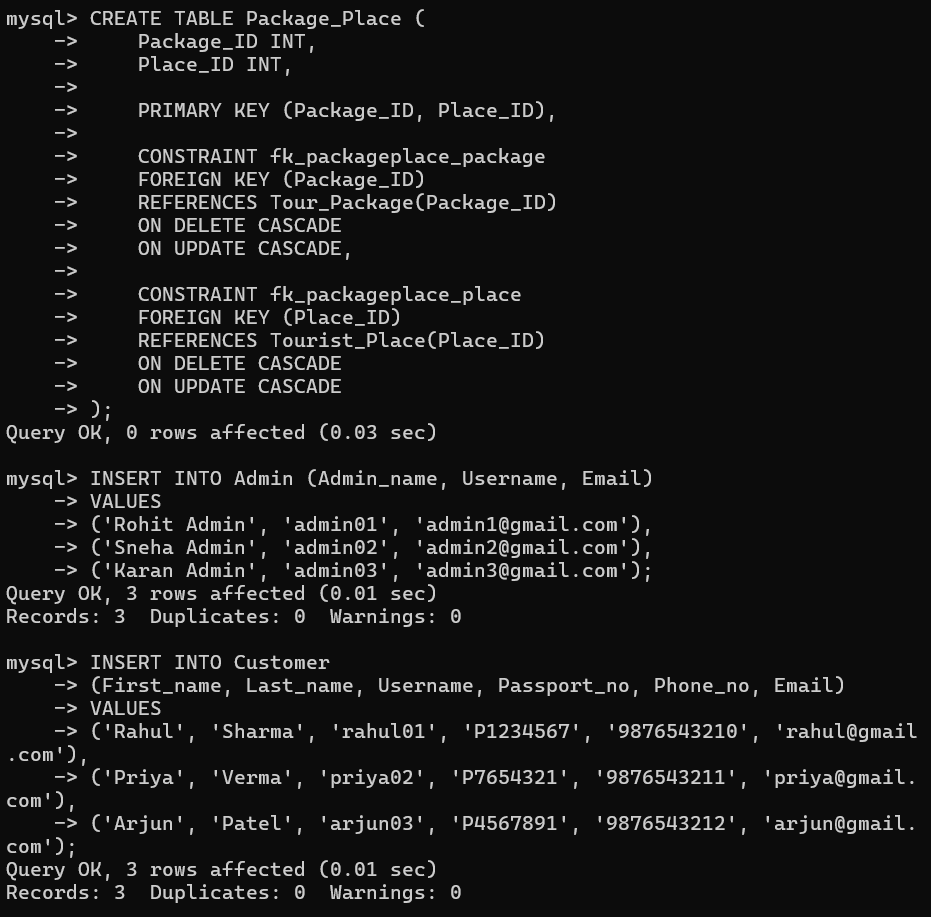 mysql> CREATE TABLE Package_Place (
    ->     Package_ID INT,
    ->     Place_ID INT,
    ->
    ->     PRIMARY KEY (Package_ID, Place_ID),
    ->
    ->     CONSTRAINT fk_packageplace_package
    ->     FOREIGN KEY (Package_ID)
    ->     REFERENCES Tour_Package(Package_ID)
    ->     ON DELETE CASCADE
    ->     ON UPDATE CASCADE,
    ->
    ->     CONSTRAINT fk_packageplace_place
    ->     FOREIGN KEY (Place_ID)
    ->     REFERENCES Tourist_Place(Place_ID)
    ->     ON DELETE CASCADE
    ->     ON UPDATE CASCADE
    -> );
Query OK, 0 rows affected (0.03 sec)

mysql> INSERT INTO Admin (Admin_name, Username, Email)
    -> VALUES
    -> ('Rohit Admin', 'admin01', 'admin1@gmail.com'),
    -> ('Sneha Admin', 'admin02', 'admin2@gmail.com'),
    -> ('Karan Admin', 'admin03', 'admin3@gmail.com');
Query OK, 3 rows affected (0.01 sec)
Records: 3  Duplicates: 0  Warnings: 0

mysql> INSERT INTO Customer
    -> (First_name, Last_name, Username, Passport_no, Phone_no, Email)
    -> VALUES
    -> ('Rahul', 'Sharma', 'rahul01', 'P1234567', '9876543210', 'rahul@gmail
.com'),
    -> ('Priya', 'Verma', 'priya02', 'P7654321', '9876543211', 'priya@gmail.
com'),
    -> ('Arjun', 'Patel', 'arjun03', 'P4567891', '9876543212', 'arjun@gmail.
com');
Query OK, 3 rows affected (0.01 sec)
Records: 3  Duplicates: 0  Warnings: 0